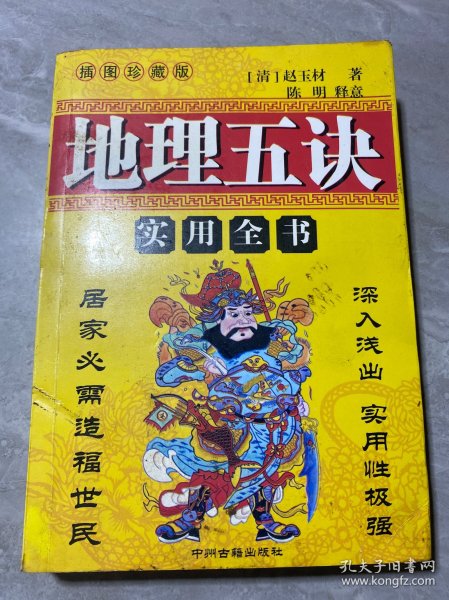 插图珍藏版
[清]赵玉材 著
陈 明 释意
地理五诀
实用全书
居家必需造福世民
深入浅出 实用性极强
中州古籍出版社
孔夫子旧书网
www.kongfz.com